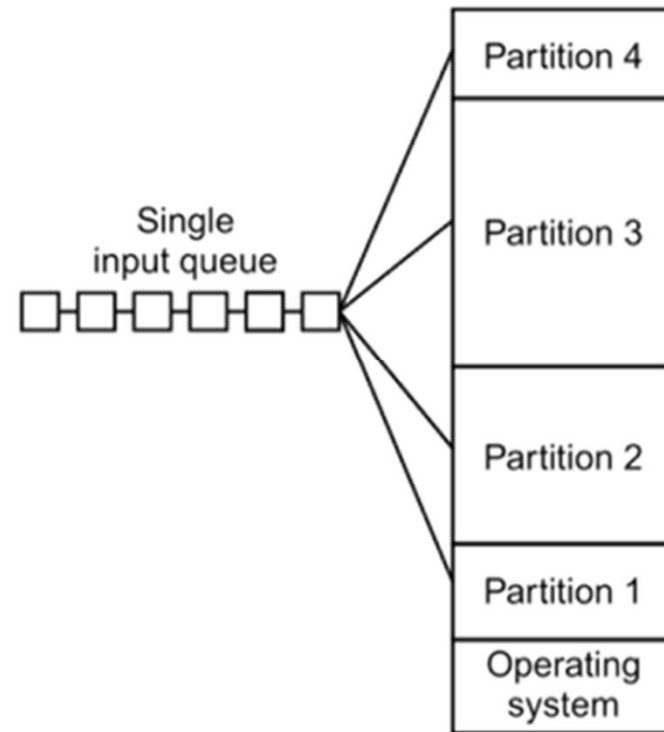 Partition 4
Single
input queue
Partition 3
Partition 2
Partition 1
Operating
system